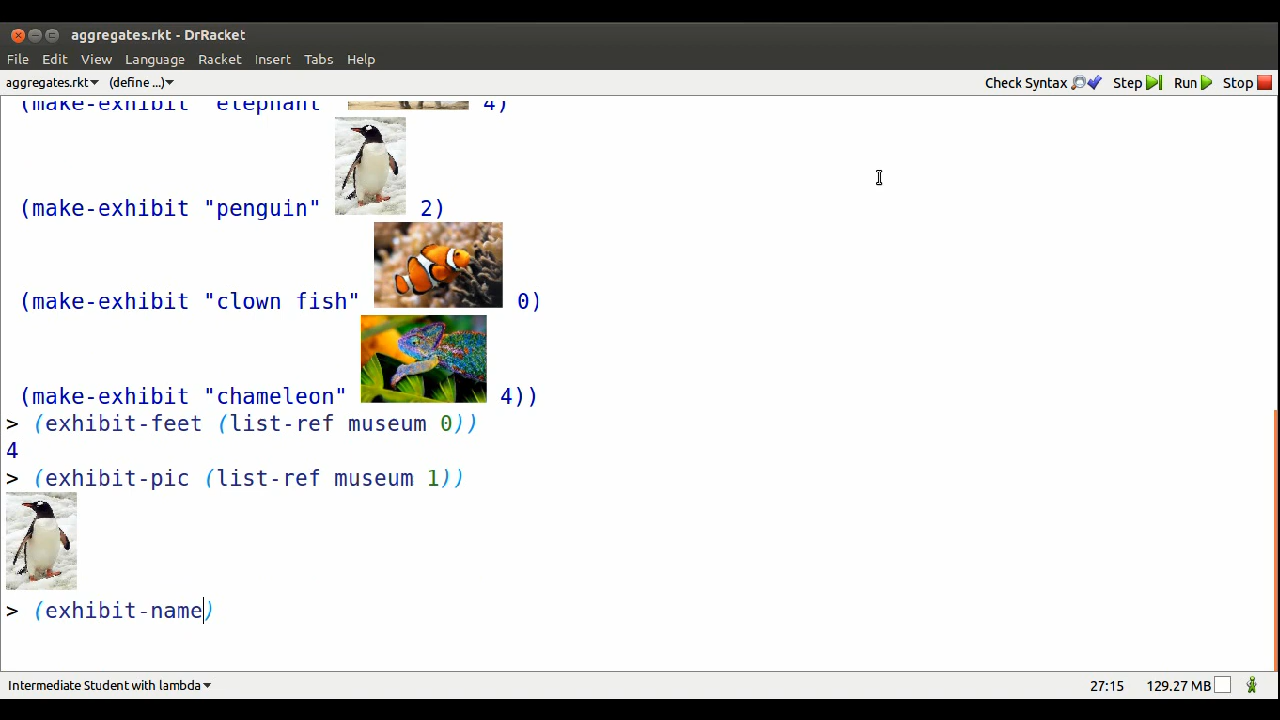 aggregates.rkt - DrRacket
File Edit View Language Racket Insert Tabs Help
aggregates.rkt (define ...) Check Syntax Step Run Stop
(make-exhibit "elephant" 4)
(make-exhibit "penguin" 2)
(make-exhibit "clown fish" 0)
(make-exhibit "chameleon" 4))
> (exhibit-feet (list-ref museum 0))
4
> (exhibit-pic (list-ref museum 1))
> (exhibit-name)
Intermediate Student with lambda 27:15 129.27 MB